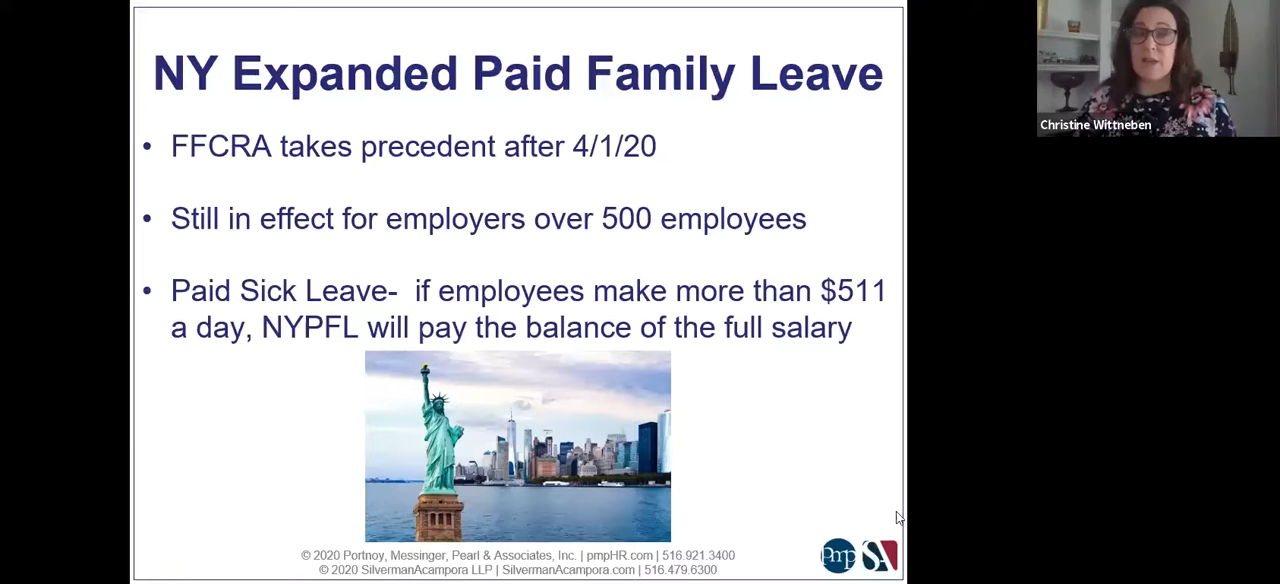 NY Expanded Paid Family Leave
• FFCRA takes precedent after 4/1/20
• Still in effect for employers over 500 employees
• Paid Sick Leave-  if employees make more than $511
a day, NYPFL will pay the balance of the full salary
© 2020 Portnoy, Messinger, Pearl & Associates, Inc. | pmpHR.com | 516.921.3400
© 2020 SilvermanAcampora LLP | SilvermanAcampora.com | 516.479.6300
pmp
SA
Christine Wittneben